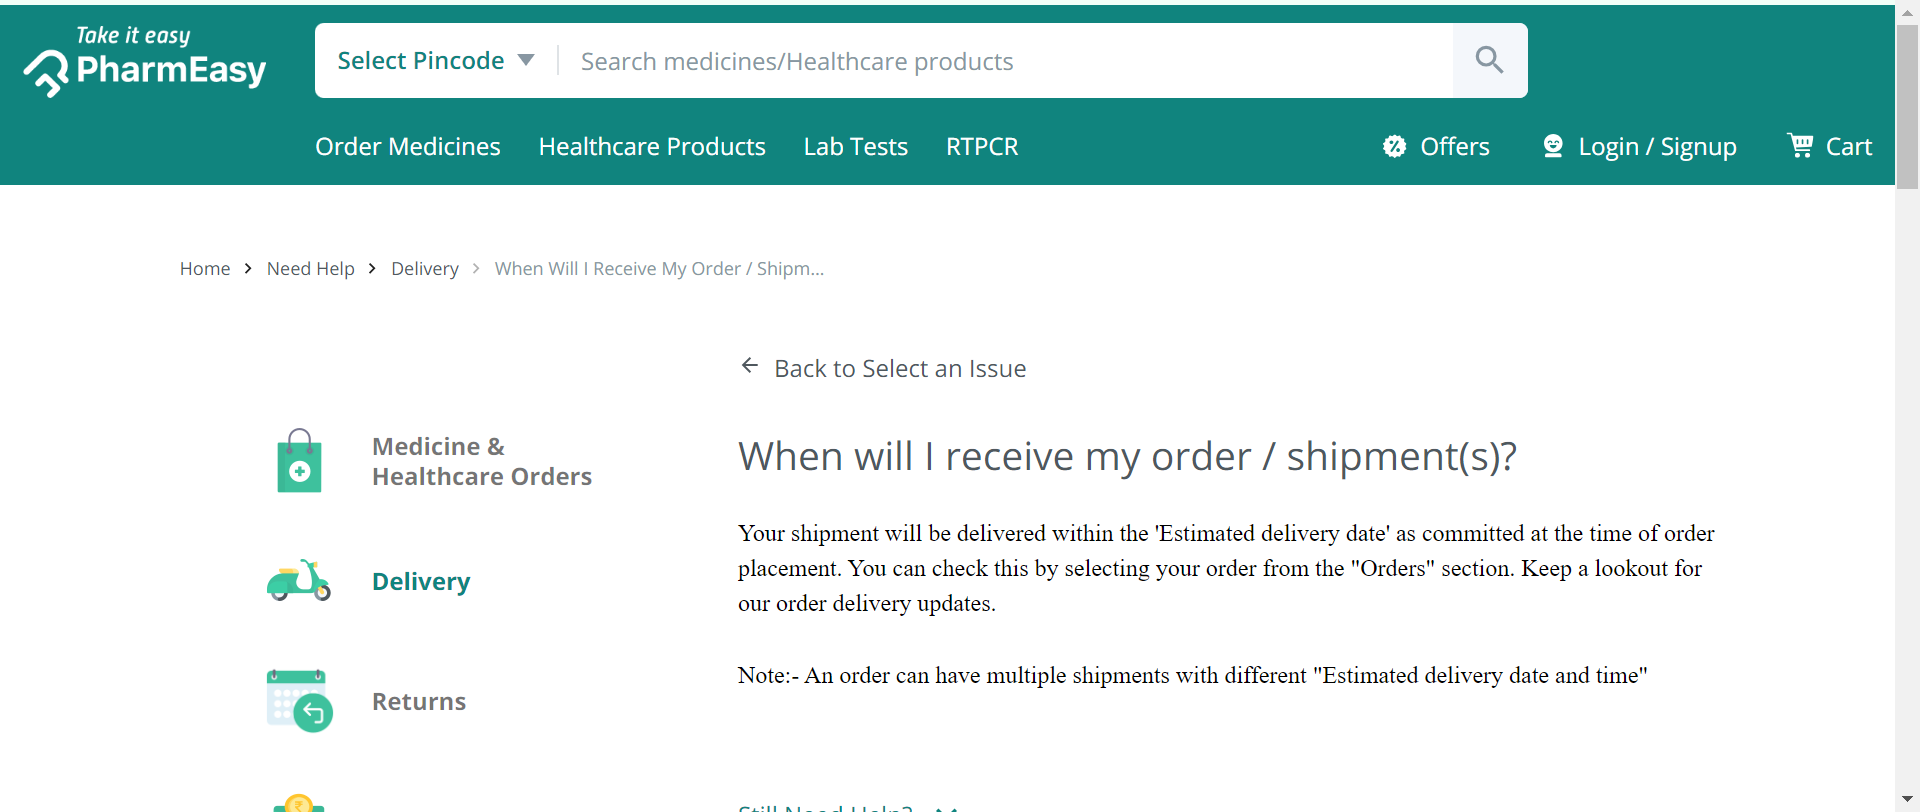 Take it easy
PharmEasy
Select Pincode
Search medicines/Healthcare products
Order Medicines
Healthcare Products
Lab Tests
RTPCR
Offers
Login / Signup
Cart
Home
Need Help
Delivery
When Will I Receive My Order / Shipm...
Back to Select an Issue
Medicine &
Healthcare Orders
Delivery
Returns
When will I receive my order / shipment(s)?
Your shipment will be delivered within the 'Estimated delivery date' as committed at the time of order
placement. You can check this by selecting your order from the "Orders" section. Keep a lookout for
our order delivery updates.
Note:- An order can have multiple shipments with different "Estimated delivery date and time"
Still Need Help?